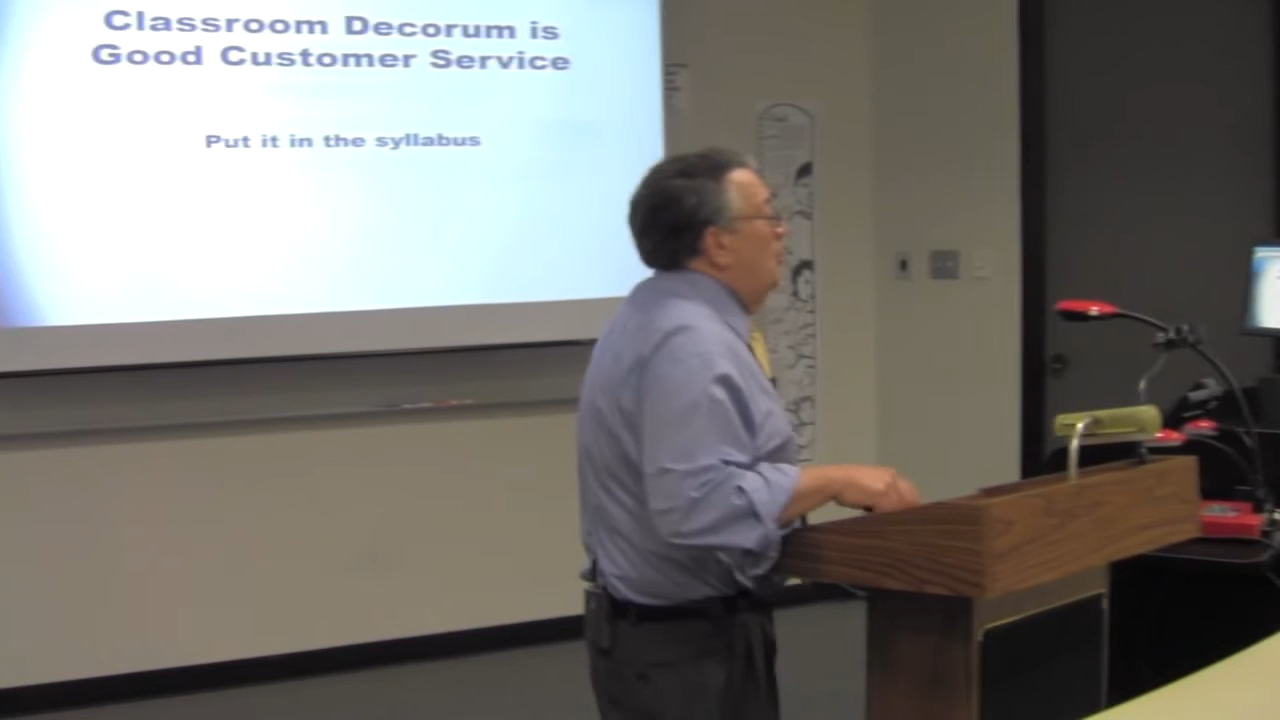 Classroom Decorum is
Good Customer Service
Put it in the syllabus